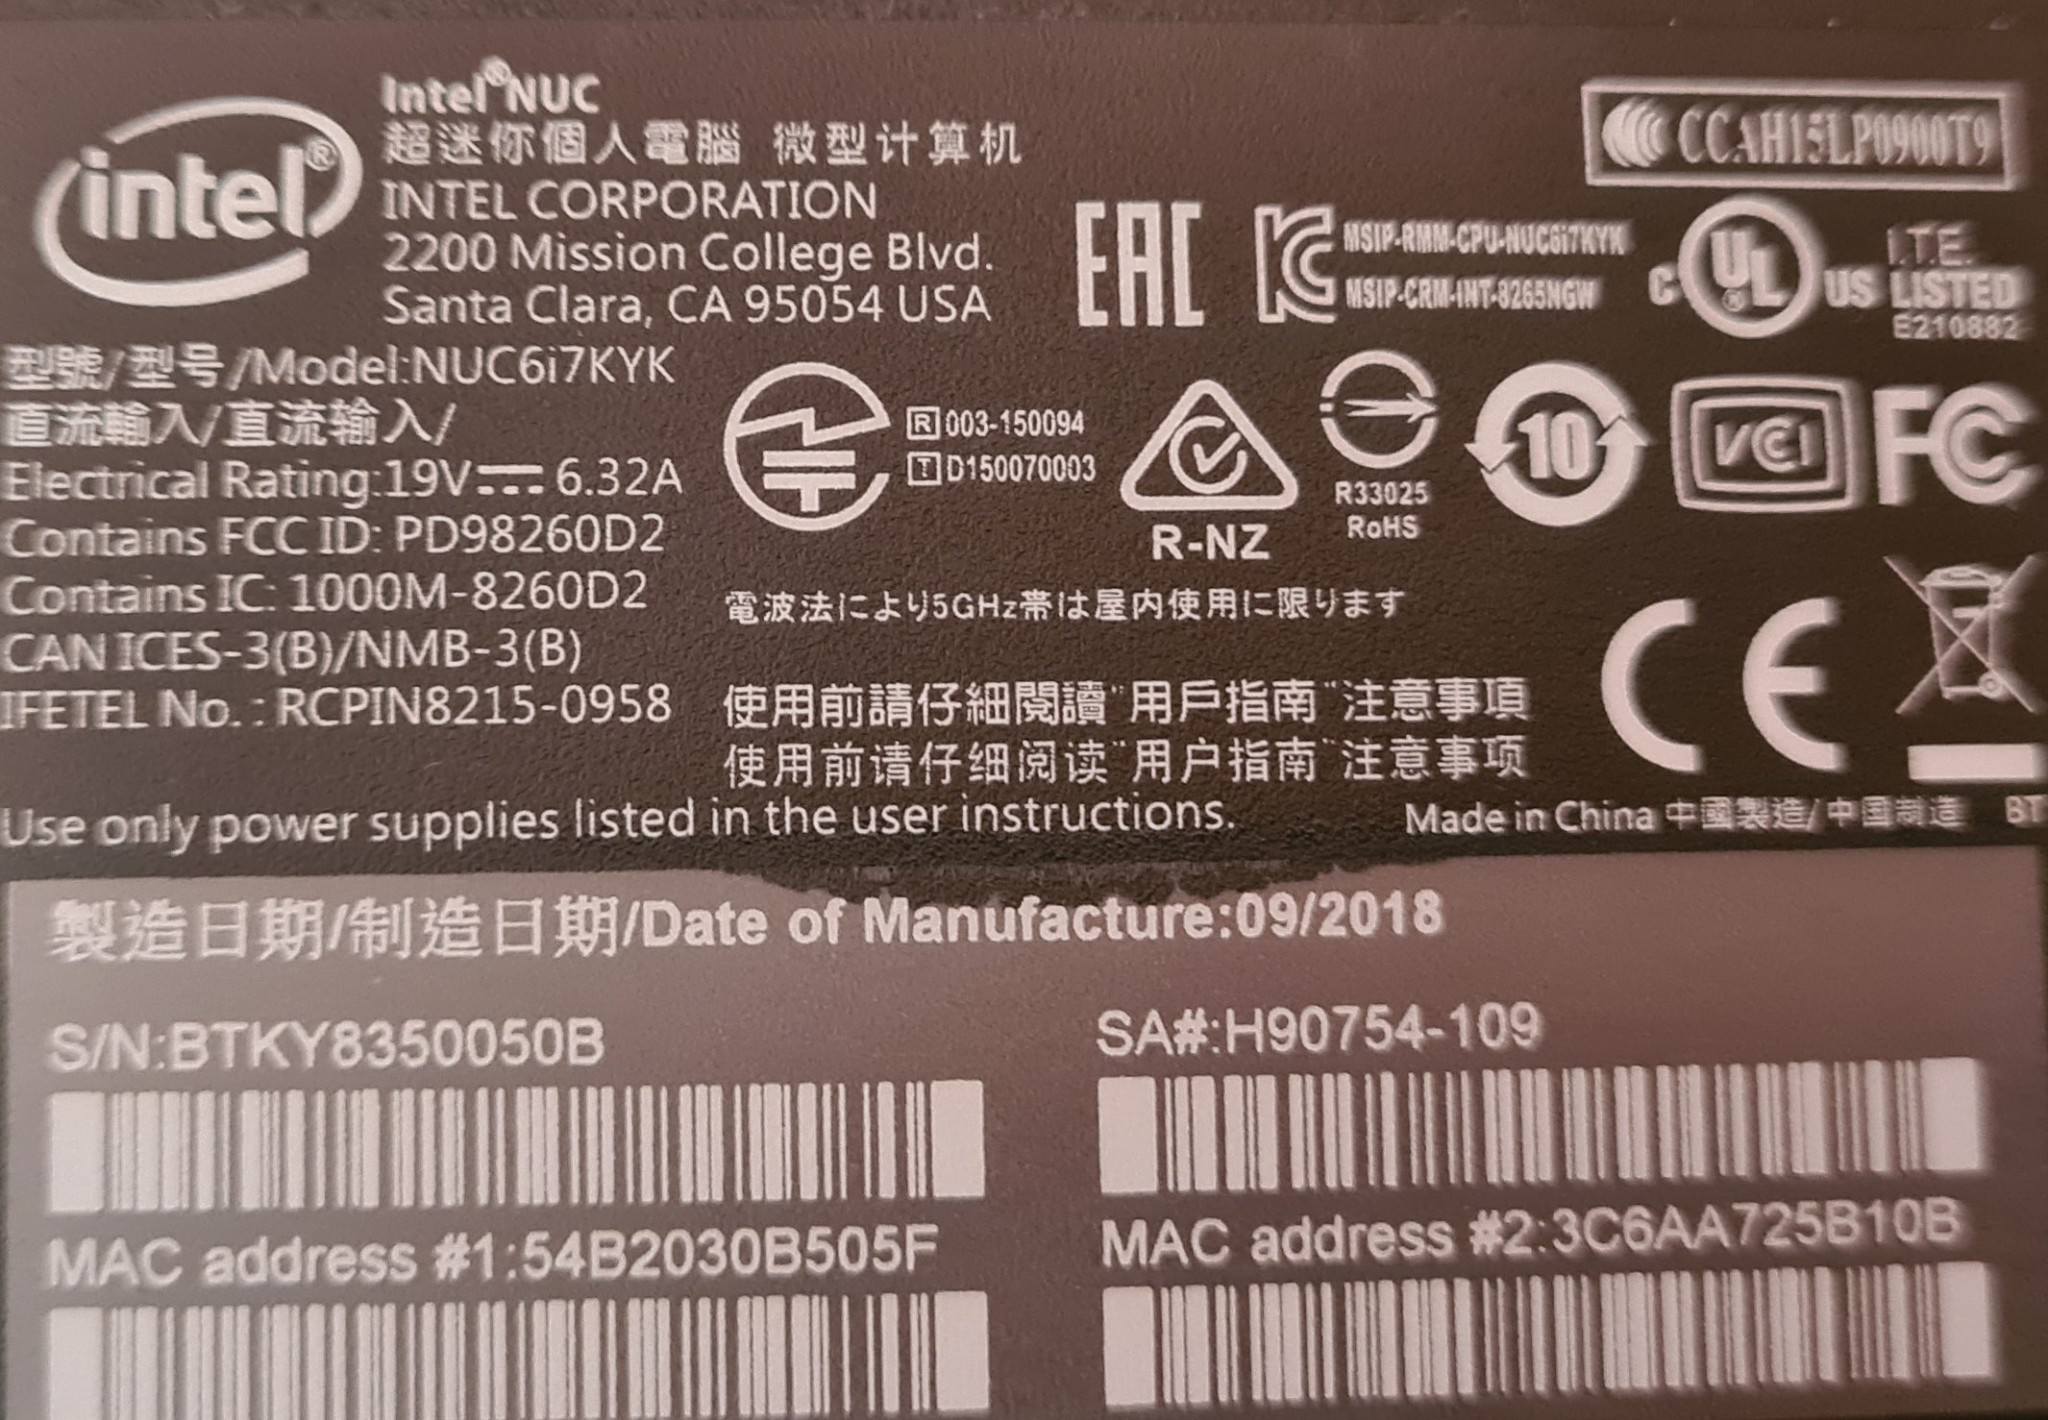 intel®
Intel® NUC
超迷你個人電腦 微型计算机
INTEL CORPORATION
2200 Mission College Blvd.
Santa Clara, CA 95054 USA
CCAH15LP0900T9
EAC
MSIP-RMM-CPU-NUC6i7KYK
MSIP-CRM-INT-8265NGW
C UL® US
I.T.E.
LISTED
E210882
型號/型号/Model:NUC6i7KYK
直流輸入/直流输入/
Electrical Rating:19V 6.32A
Contains FCC ID: PD98260D2
Contains IC: 1000M-8260D2
CAN ICES-3(B)/NMB-3(B)
IFETEL No. : RCPIN8215-0958
R 003-150094
T D150070003
R-NZ
R33025
RoHS
10
VCI
FC
電波法により5GHz帯は屋内使用に限ります
使用前請仔細閱讀"用戶指南"注意事項
使用前请仔细阅读"用户指南"注意事项
CE
Use only power supplies listed in the user instructions.
Made in China 中國製造/中国制造 BT
製造日期/制造日期/Date of Manufacture:09/2018
S/N:BTKY8350050B
SA#:H90754-109
MAC address #1:54B2030B505F
MAC address #2:3C6AA725B10B